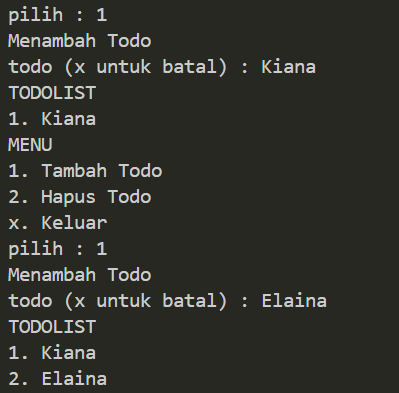 pilih : 1
Menambah Todo
todo (x untuk batal) : Kiana
TODOLIST
1. Kiana
MENU
1. Tambah Todo
2. Hapus Todo
x. Keluar
pilih : 1
Menambah Todo
todo (x untuk batal) : Elaina
TODOLIST
1. Kiana
2. Elaina